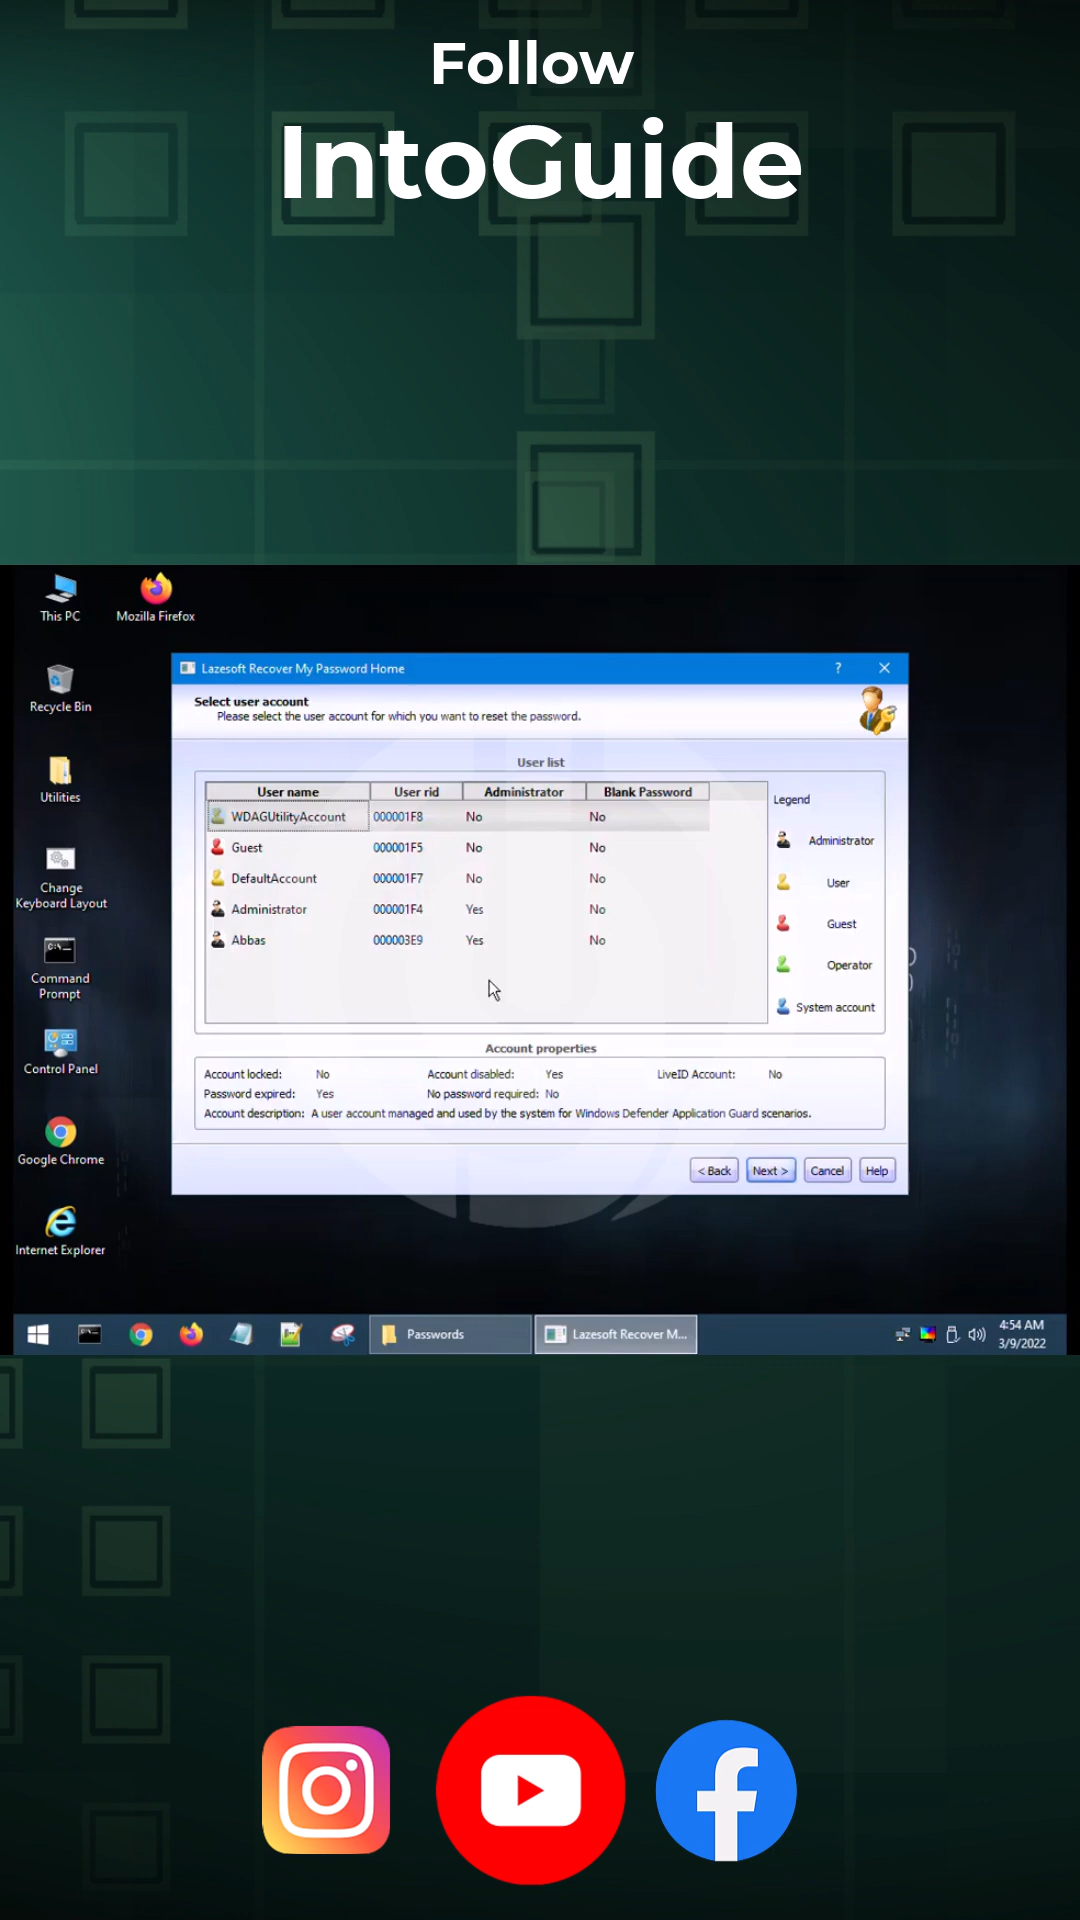 Follow
IntoGuide
This PC
Mozilla Firefox
Recycle Bin
Utilities
Change
Keyboard Layout
C:\_
Command
Prompt
Control Panel
Google Chrome
Internet Explorer
Lazesoft Recover My Password Home
?
Select user account
Please select the user account for which you want to reset the password.
User list
User name User rid Administrator Blank Password
WDAGUtilityAccount 000001F8 No No
Guest 000001F5 No No
DefaultAccount 000001F7 No No
Administrator 000001F4 Yes No
Abbas 000003E9 Yes No
Legend
Administrator
User
Guest
Operator
System account
Account properties
Account locked: No Account disabled: Yes LiveID Account: No
Password expired: Yes No password required: No
Account description: A user account managed and used by the system for Windows Defender Application Guard scenarios.
< Back Next > Cancel Help
Passwords
Lazesoft Recover M...
4:54 AM
3/9/2022